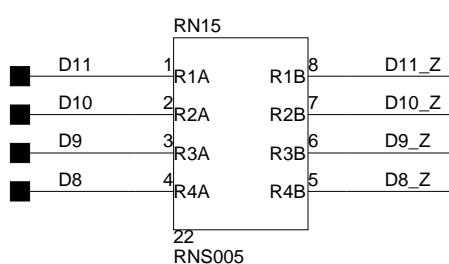 RN15
D11 1 R1A R1B 8 D11_Z
D10 2 R2A R2B 7 D10_Z
D9 3 R3A R3B 6 D9_Z
D8 4 R4A R4B 5 D8_Z
22
RNS005